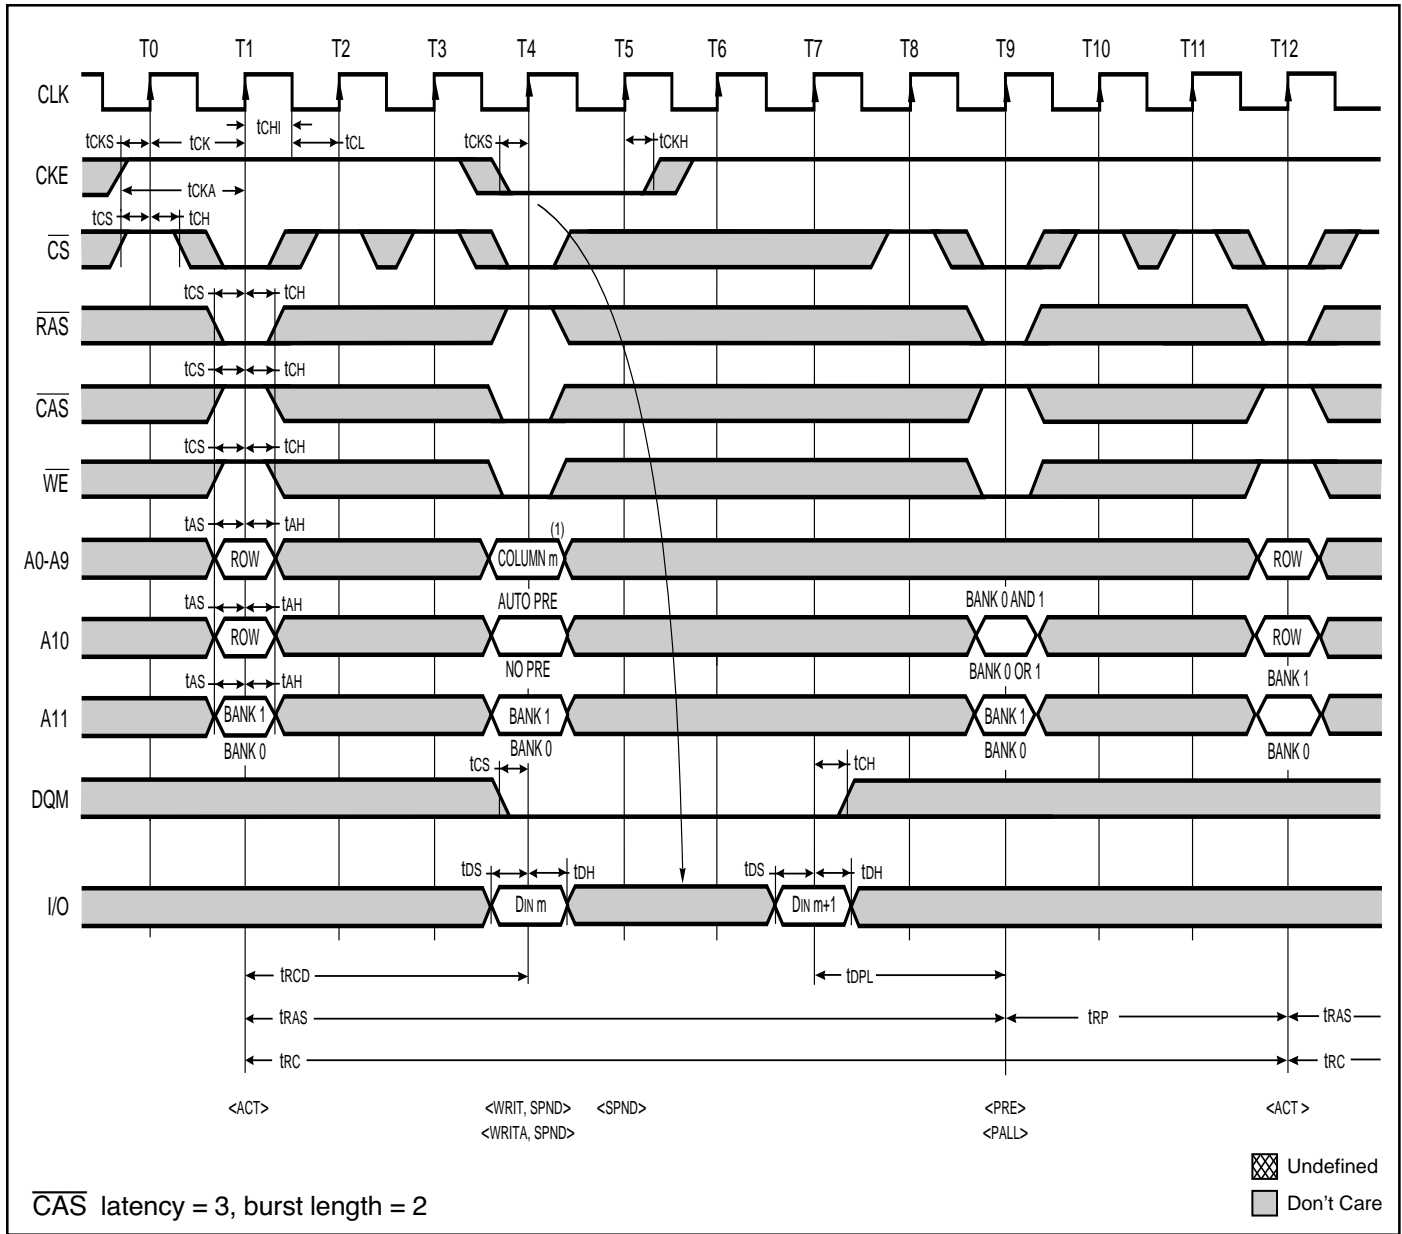 T0 T1 T2 T3 T4 T5 T6 T7 T8 T9 T10 T11 T12
CLK
tCHI
tCKS tCK tCL tCKS tCKH
CKE
tCKA
tCS tCH
CS
tCS tCH
RAS
tCS tCH
CAS
tCS tCH
WE
tAS tAH (1)
A0-A9 ROW COLUMN m ROW
tAS tAH AUTO PRE BANK 0 AND 1
A10 ROW ROW
NO PRE BANK 0 OR 1 BANK 1
tAS tAH
A11 BANK 1 BANK 1 BANK 1
BANK 0 BANK 0 BANK 0 BANK 0
tCS tCH
DQM
tDS tDH tDS tDH
I/O DIN m DIN m+1
tRCD tDPL
tRAS tRP tRAS
tRC tRC
<ACT> <WRIT, SPND> <SPND> <PRE> <ACT >
<WRITA, SPND> <PALL>
Undefined
Don't Care
CAS latency = 3, burst length = 2